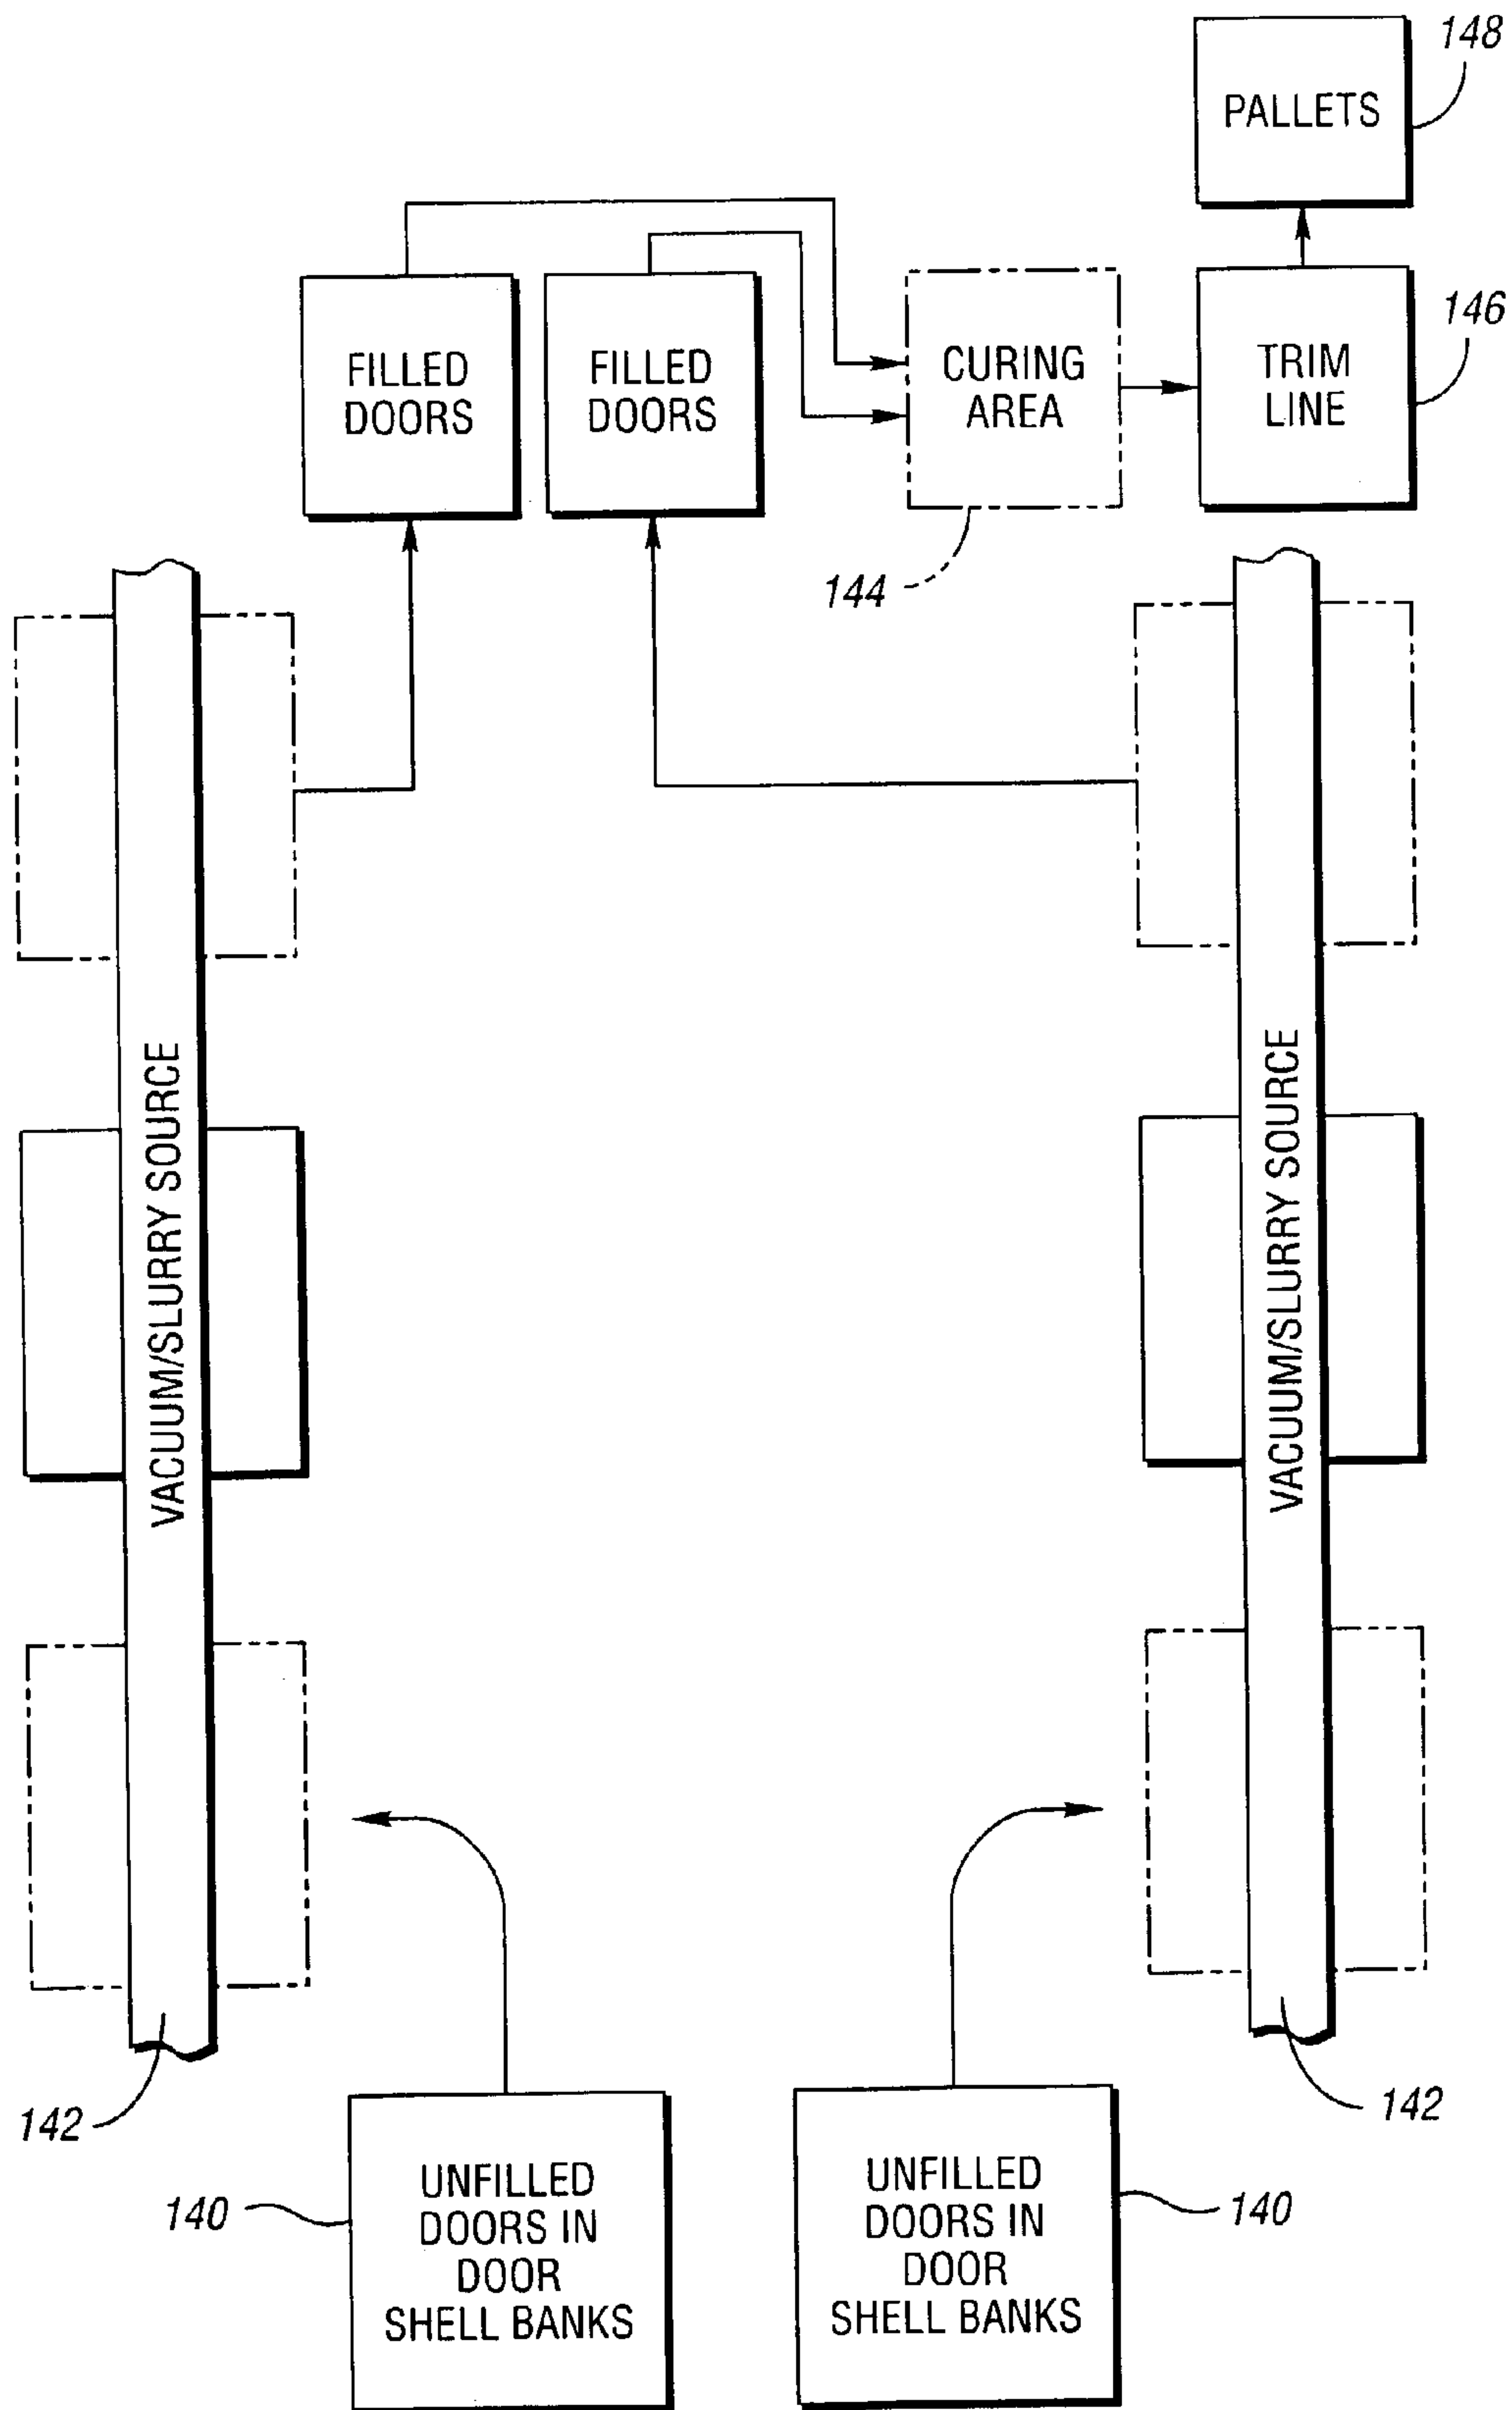 148
PALLETS
146
FILLED
DOORS
FILLED
DOORS
CURING
AREA
TRIM
LINE
144
VACUUM/SLURRY SOURCE
VACUUM/SLURRY SOURCE
142
142
140
UNFILLED
DOORS IN
DOOR
SHELL BANKS
UNFILLED
DOORS IN
DOOR
SHELL BANKS
140